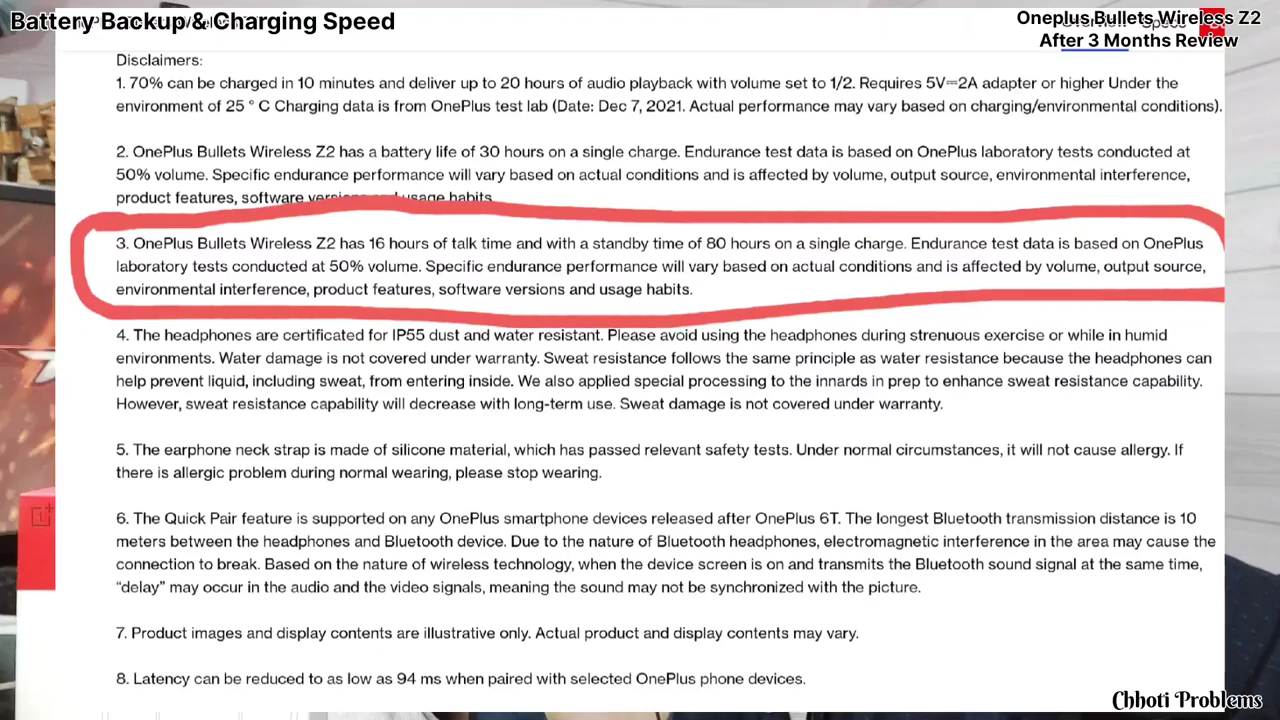 Battery Backup & Charging Speed
Oneplus Bullets Wireless Z2
After 3 Months Review
Disclaimers:
1. 70% can be charged in 10 minutes and deliver up to 20 hours of audio playback with volume set to 1/2. Requires 5V=2A adapter or higher Under the
environment of 25 ° C Charging data is from OnePlus test lab (Date: Dec 7, 2021. Actual performance may vary based on charging/environmental conditions).
2. OnePlus Bullets Wireless Z2 has a battery life of 30 hours on a single charge. Endurance test data is based on OnePlus laboratory tests conducted at
50% volume. Specific endurance performance will vary based on actual conditions and is affected by volume, output source, environmental interference,
product features, software versions and usage habits.
3. OnePlus Bullets Wireless Z2 has 16 hours of talk time and with a standby time of 80 hours on a single charge. Endurance test data is based on OnePlus
laboratory tests conducted at 50% volume. Specific endurance performance will vary based on actual conditions and is affected by volume, output source,
environmental interference, product features, software versions and usage habits.
4. The headphones are certificated for IP55 dust and water resistant. Please avoid using the headphones during strenuous exercise or while in humid
environments. Water damage is not covered under warranty. Sweat resistance follows the same principle as water resistance because the headphones can
help prevent liquid, including sweat, from entering inside. We also applied special processing to the innards in prep to enhance sweat resistance capability.
However, sweat resistance capability will decrease with long-term use. Sweat damage is not covered under warranty.
5. The earphone neck strap is made of silicone material, which has passed relevant safety tests. Under normal circumstances, it will not cause allergy. If
there is allergic problem during normal wearing, please stop wearing.
6. The Quick Pair feature is supported on any OnePlus smartphone devices released after OnePlus 6T. The longest Bluetooth transmission distance is 10
meters between the headphones and Bluetooth device. Due to the nature of Bluetooth headphones, electromagnetic interference in the area may cause the
connection to break. Based on the nature of wireless technology, when the device screen is on and transmits the Bluetooth sound signal at the same time,
“delay” may occur in the audio and the video signals, meaning the sound may not be synchronized with the picture.
7. Product images and display contents are illustrative only. Actual product and display contents may vary.
8. Latency can be reduced to as low as 94 ms when paired with selected OnePlus phone devices.
Chhoti Problems